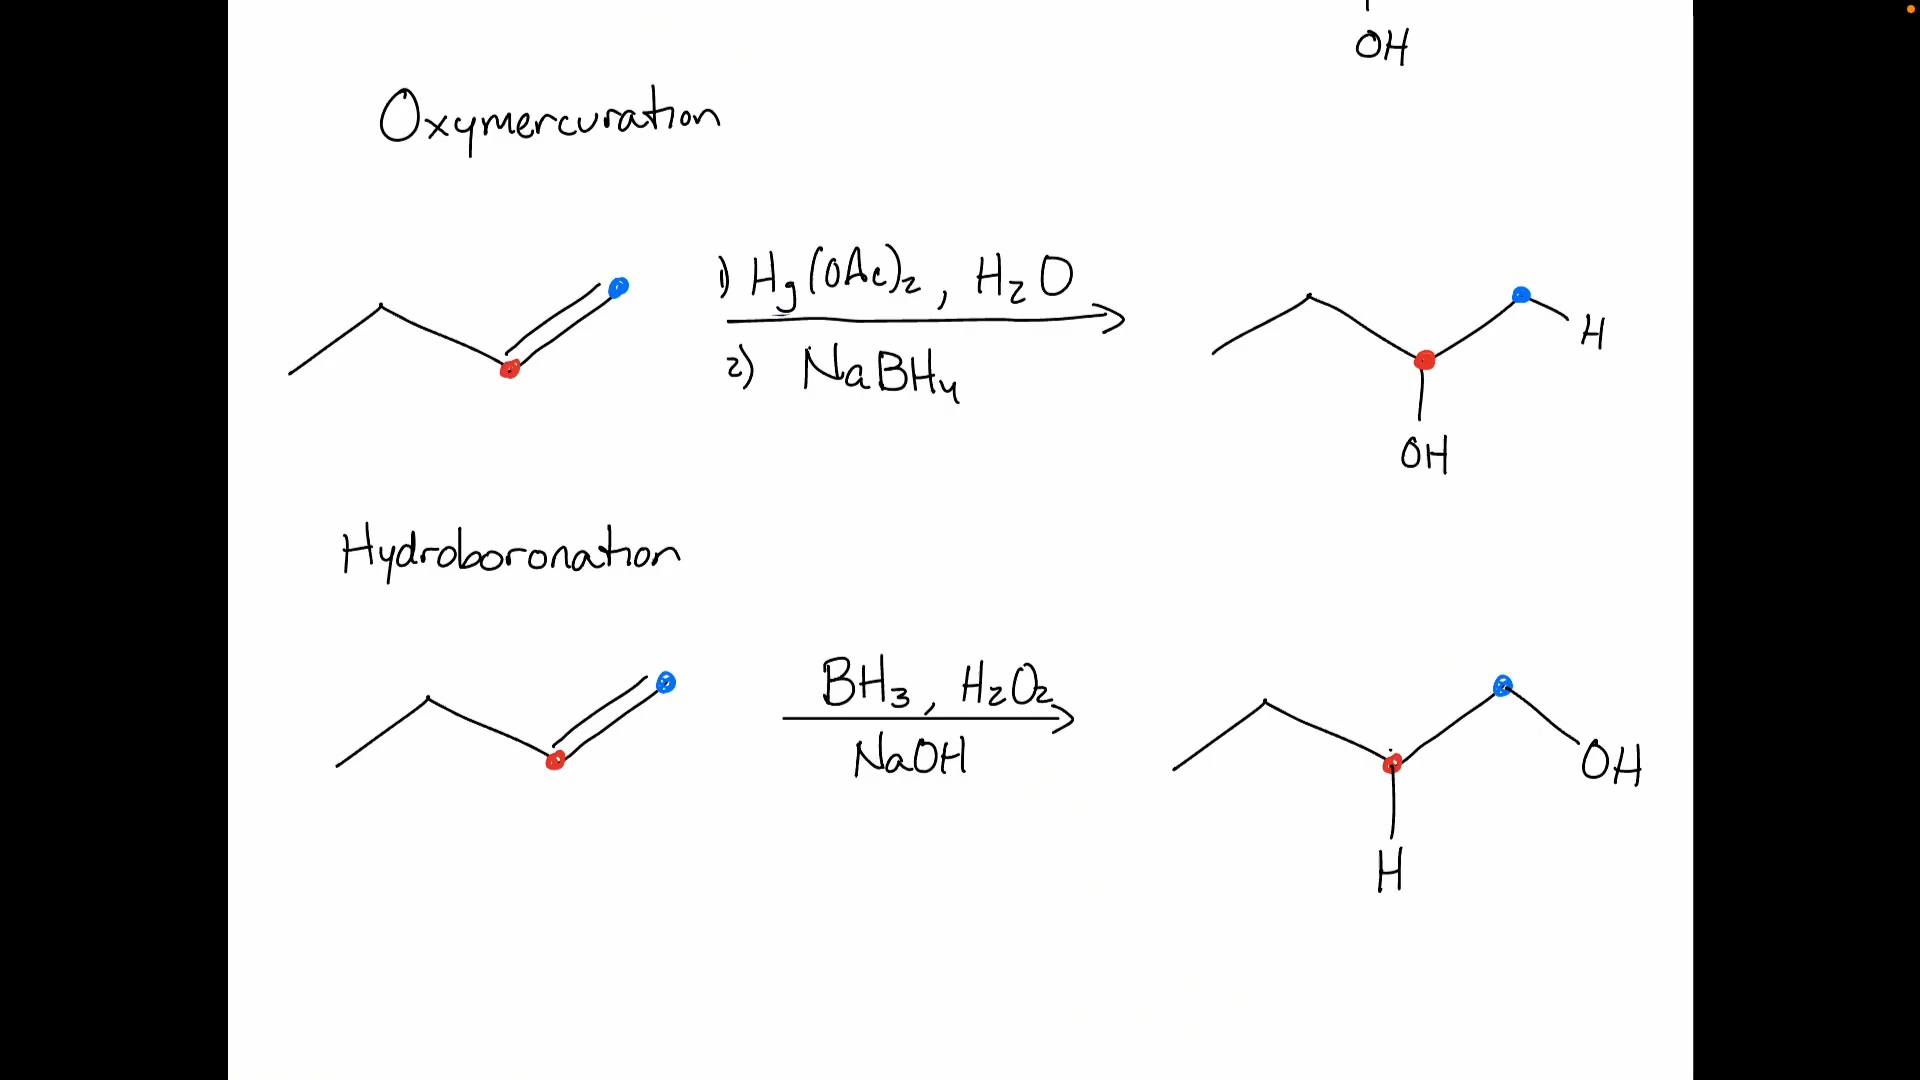 OH
Oxymercuration
1) Hg(OAc)₂, H₂O
2) NaBH₄
H
OH
Hydroboronation
BH₃, H₂O₂
NaOH
OH
H